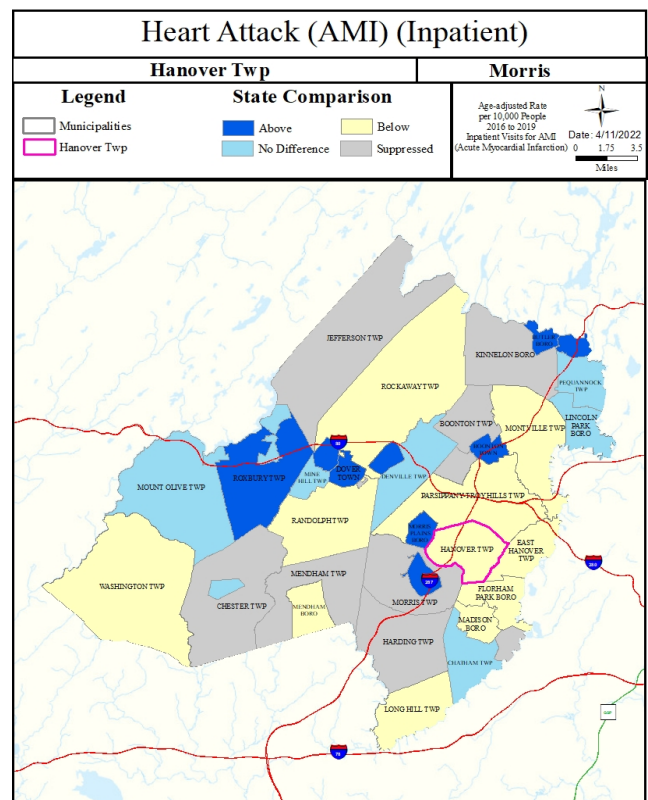 Heart Attack (AMI) (Inpatient)
Hanover Twp
Morris
Legend
Municipalities
Hanover Twp
State Comparison
Above
Below
No Difference
Suppressed
Age-adjusted Rate
per 10,000 People
2016 to 2019
Inpatient Visits for AMI
(Acute Myocardial Infarction)
N
Date: 4/11/2022
0 1.75 3.5
Miles
JEFFERSON TWP
ROCKAWAY TWP
KINNELON BORO
BUTLER
BORO
PEQUANNOCK
TWP
LINCOLN
PARK
BORO
BOONTON TWP
MONTVILLE TWP
BOONTON
TOWN
80
MOUNT OLIVE TWP
ROXBURY TWP
MINE
HILL TWP
DOVER
TOWN
DENVILLE TWP
PARSIPPANY-TROY HILLS TWP
RANDOLPH TWP
MORRIS
PLAINS
BORO
HANOVER TWP
EAST
HANOVER
TWP
280
WASHINGTON TWP
CHESTER TWP
MENDHAM TWP
MENDHAM
BORO
287
MORRIS TWP
FLORHAM
PARK BORO
MADISON
BORO
HARDING TWP
CHATHAM TWP
LONG HILL TWP
78
GSP